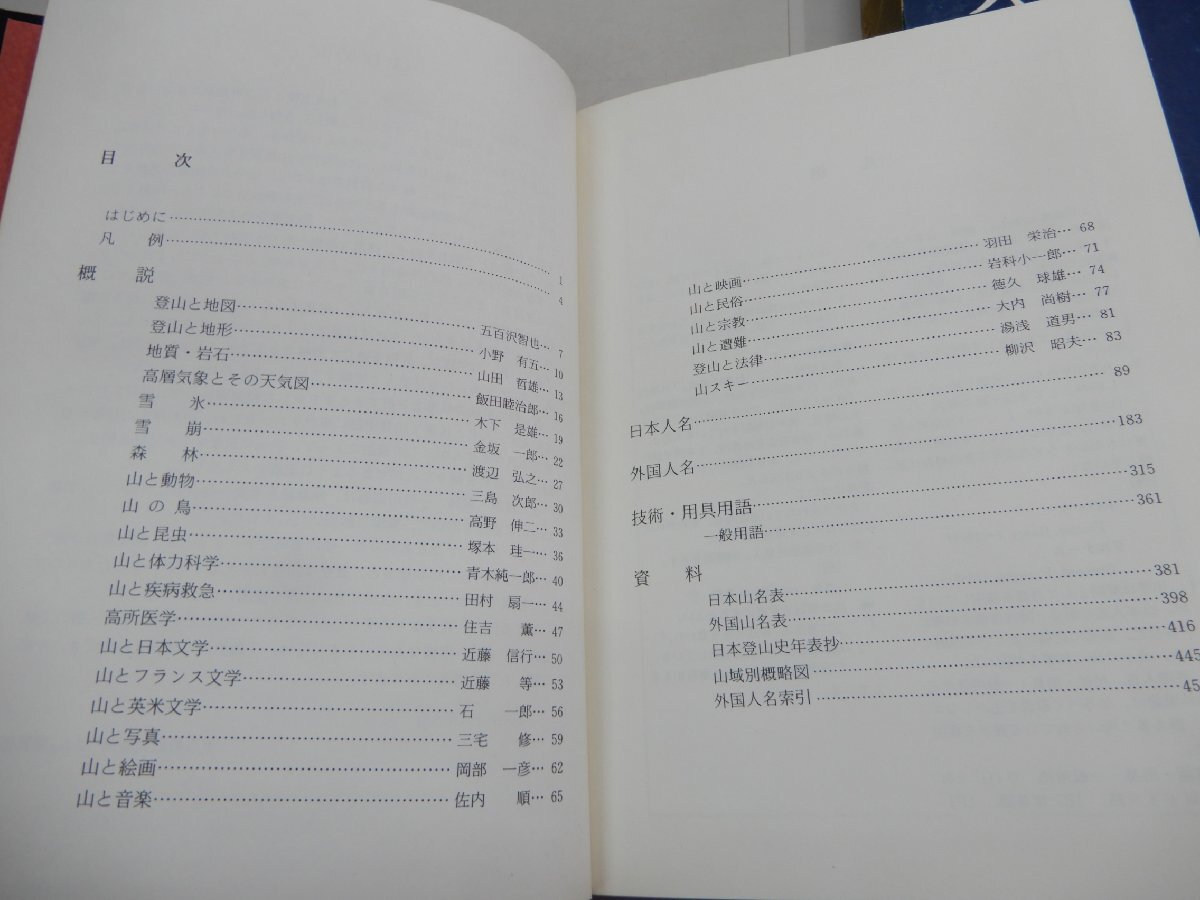 目　次
はじめに…1
凡　例…4
概　説
登山と地図…五百沢智也…7
登山と地形…小野　有五…10
地質・岩石…山田　哲雄…13
高層気象とその天気図…飯田睦治郎…16
雪　氷…木下　是雄…19
雪　崩…金坂　一郎…22
森　林…渡辺　弘之…27
山と動物…三島　次郎…30
山の鳥…高野　伸二…33
山と昆虫…塚本　珪一…36
山と体力科学…青木純一郎…40
山と疾病救急…田村　扇一…44
高所医学…住吉　薫…47
山と日本文学…近藤　信行…50
山とフランス文学…近藤　等…53
山と英米文学…石　一郎…56
山と写真…三宅　修…59
山と絵画…岡部　一彦…62
山と音楽…佐内　順…65
山と映画…羽田　栄治…68
山と民俗…岩科小一郎…71
山と宗教…徳久　球雄…74
山と遭難…大内　尚樹…77
登山と法律…湯浅　道男…81
山スキー…柳沢　昭夫…83
日本人名…89
外国人名…183
技術・用具用語…315
一般用語…361
資　料
日本山名表…381
外国山名表…398
日本登山史年表抄…416
山域別概略図…445
外国人名索引…45